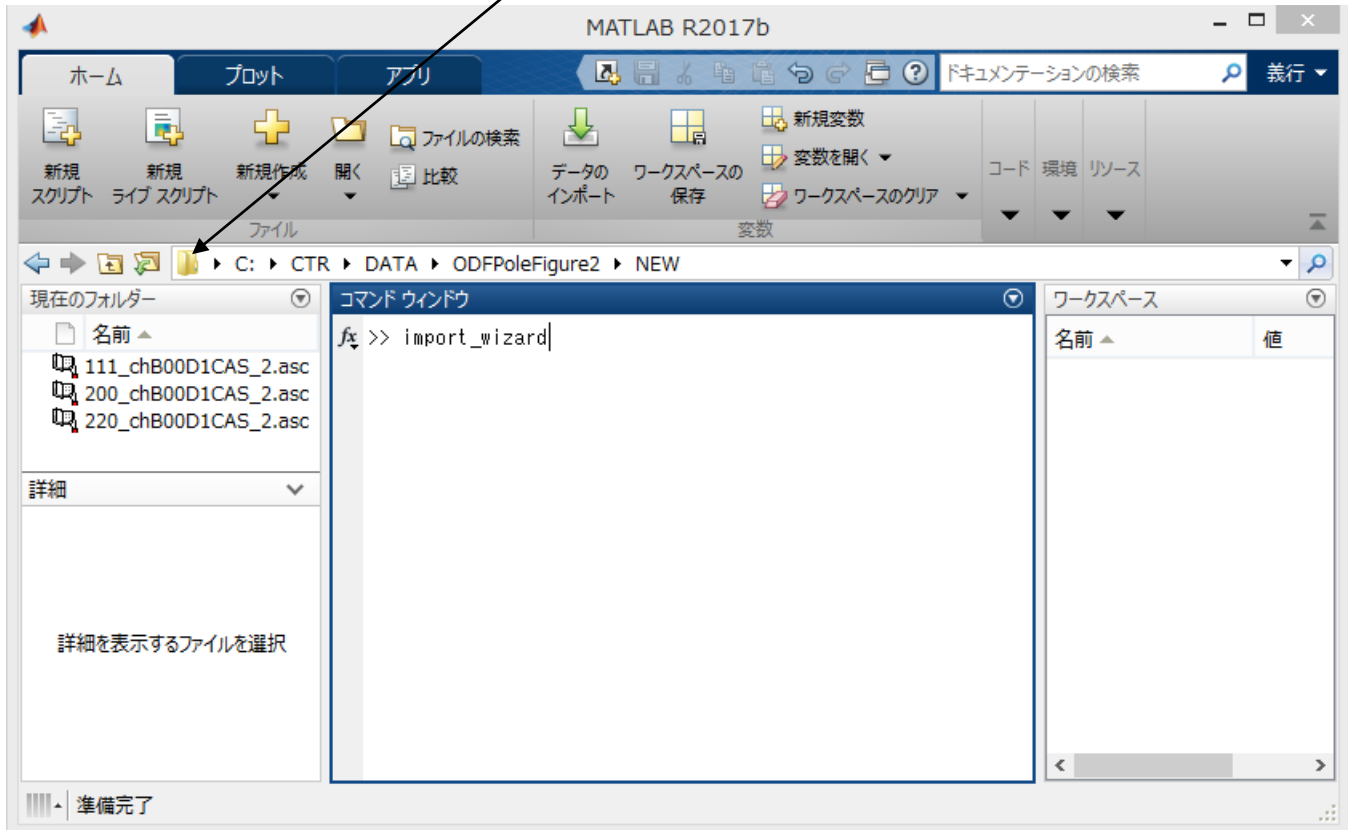 MATLAB R2017b
ホーム プロット アプリ ドキュメンテーションの検索 義行
新規 スクリプト
新規 ライブ スクリプト
新規作成
開く
ファイルの検索
比較
データの インポート
ワークスペースの 保存
新規変数
変数を開く
ワークスペースのクリア
コード 環境 リソース
ファイル 変数
C: CTR DATA ODFPoleFigure2 NEW
現在のフォルダー
名前
111_chB00D1CAS_2.asc
200_chB00D1CAS_2.asc
220_chB00D1CAS_2.asc
詳細
詳細を表示するファイルを選択
コマンド ウィンドウ
fx >> import_wizard
ワークスペース
名前 値
準備完了